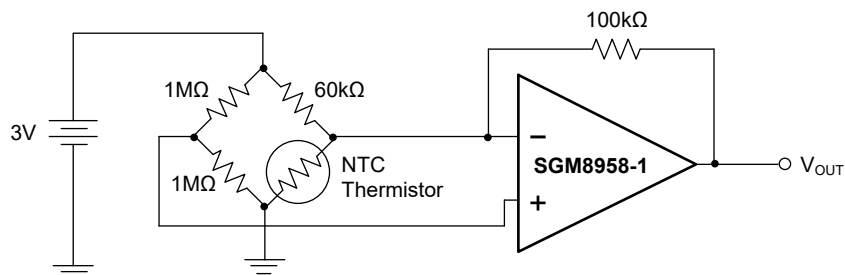 100kΩ
1MΩ
60kΩ
3V
1MΩ
NTC
Thermistor
−
SGM8958-1
+
VOUT